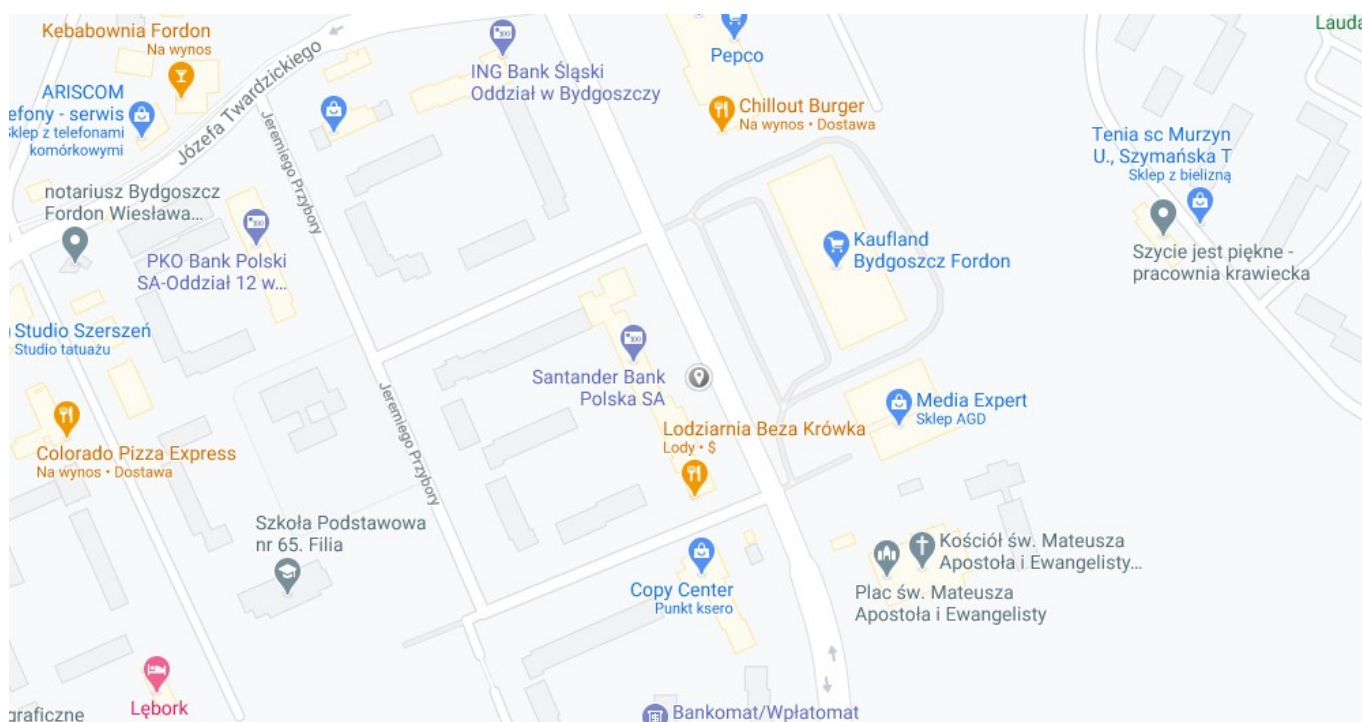 Kebabownia Fordon
Na wynos
ARISCOM
efony - serwis
Sklep z telefonami
komórkowymi
Józefa Twardzickiego
Jeremiego Przybory
ING Bank Śląski
Oddział w Bydgoszczy
Pepco
Chillout Burger
Na wynos • Dostawa
Lauda
Tenia sc Murzyn
U., Szymańska T
Sklep z bielizną
Szycie jest piękne -
pracownia krawiecka
notariusz Bydgoszcz
Fordon Wiesława...
PKO Bank Polski
SA-Oddział 12 w...
Kaufland
Bydgoszcz Fordon
Studio Szerszeń
Studio tatuażu
Santander Bank
Polska SA
Jeremiego Przybory
Media Expert
Sklep AGD
Colorado Pizza Express
Na wynos • Dostawa
Lodziarnia Beza Krówka
Lody • $
Szkoła Podstawowa
nr 65. Filia
Kościół św. Mateusza
Apostoła i Ewangelisty...
Plac św. Mateusza
Apostoła i Ewangelisty
Copy Center
Punkt ksero
Lębork
graficzne
Bankomat/Wpłatomat